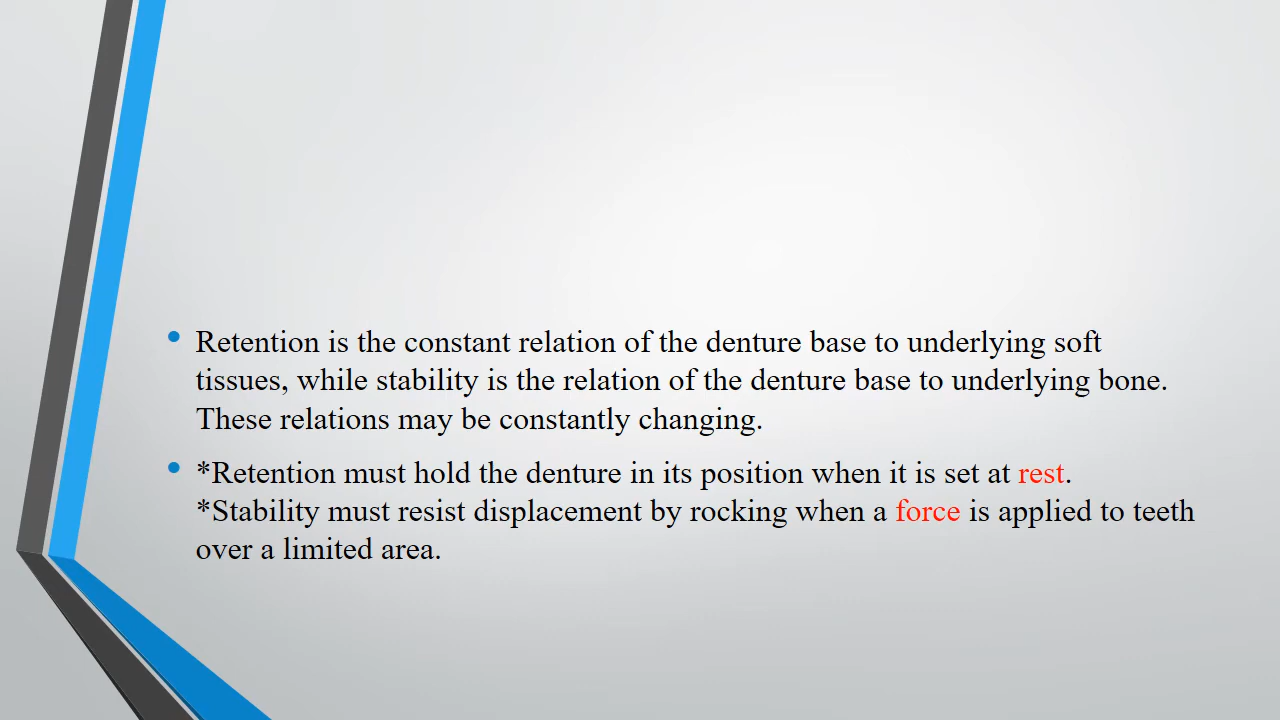 Retention is the constant relation of the denture base to underlying soft
tissues, while stability is the relation of the denture base to underlying bone.
These relations may be constantly changing.
*Retention must hold the denture in its position when it is set at rest.
*Stability must resist displacement by rocking when a force is applied to teeth
over a limited area.